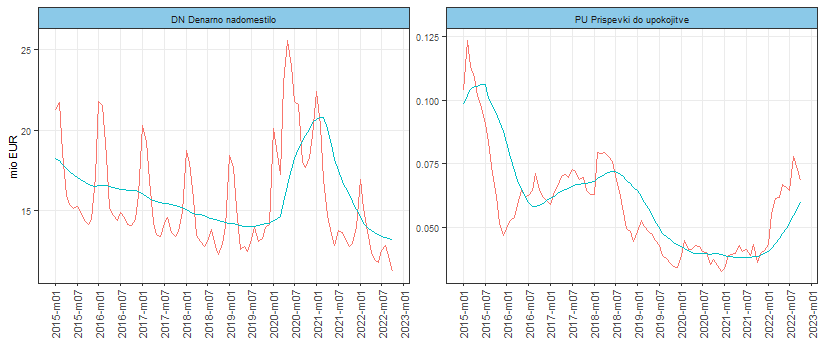 DN Denarno nadomestilo
PU Prispevki do upokojitve
mio EUR
25
20
15
0.125
0.100
0.075
0.050
2015-m01
2015-m07
2016-m01
2016-m07
2017-m01
2017-m07
2018-m01
2018-m07
2019-m01
2019-m07
2020-m01
2020-m07
2021-m01
2021-m07
2022-m01
2022-m07
2023-m01
2015-m01
2015-m07
2016-m01
2016-m07
2017-m01
2017-m07
2018-m01
2018-m07
2019-m01
2019-m07
2020-m01
2020-m07
2021-m01
2021-m07
2022-m01
2022-m07
2023-m01